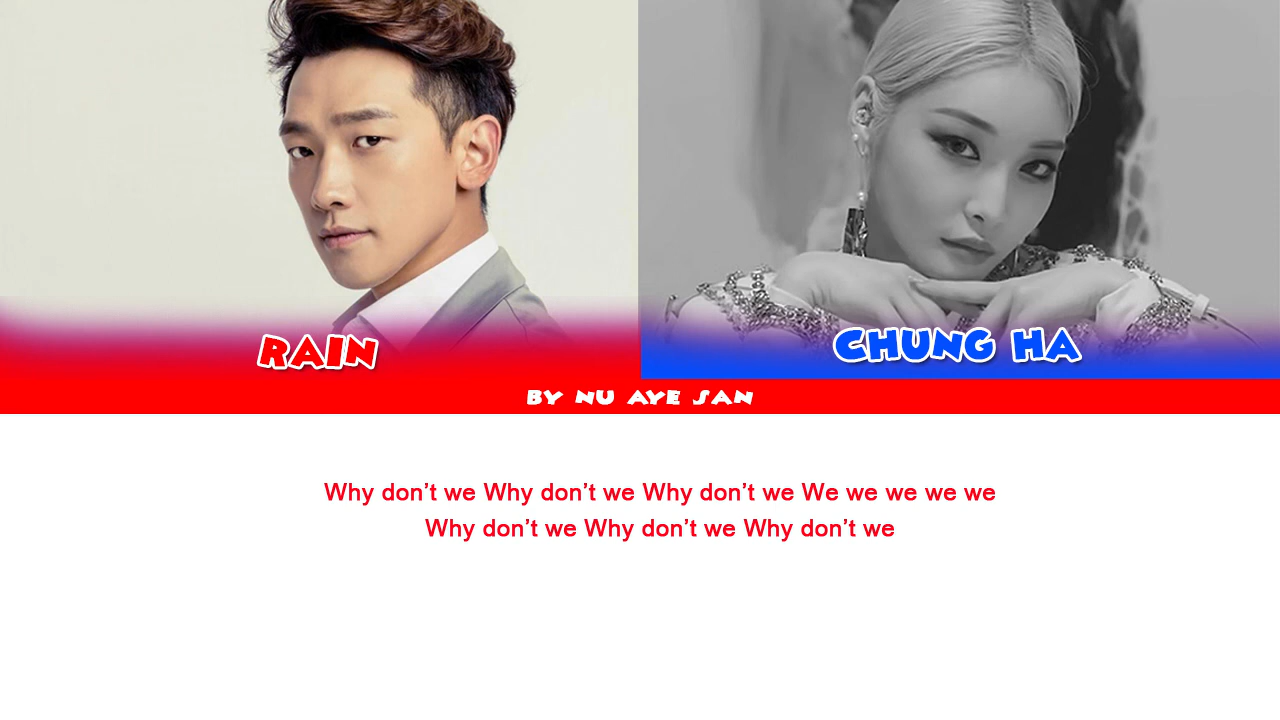 RAIN
CHUNG HA
BY NU AYE SAN
Why don’t we Why don’t we Why don’t we We we we we we
Why don’t we Why don’t we Why don’t we